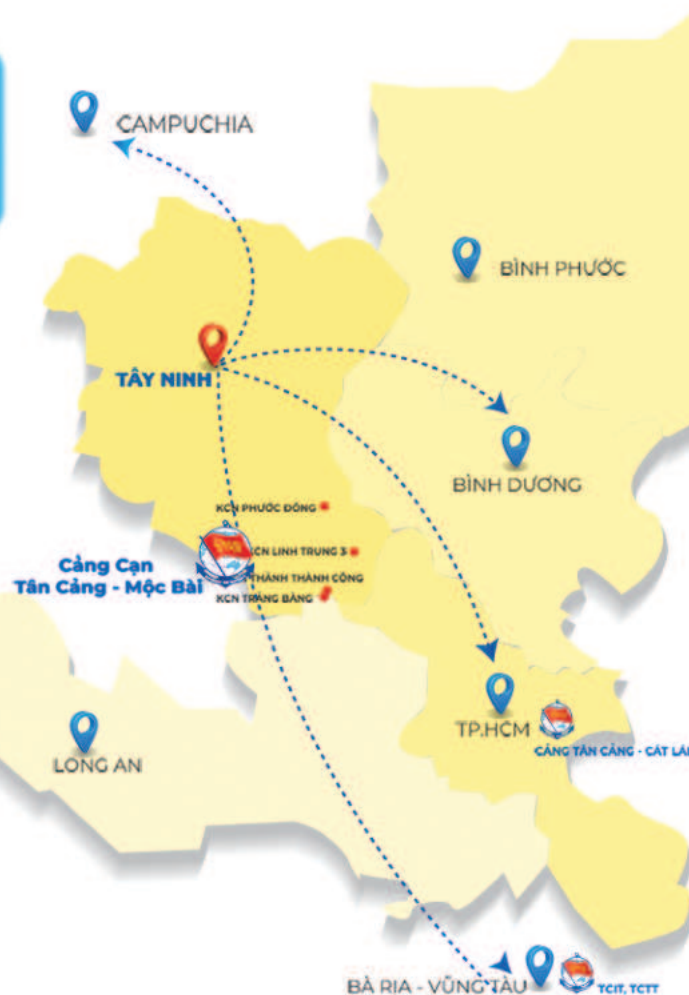 CAMPUCHIA
BÌNH PHƯỚC
TÂY NINH
BÌNH DƯƠNG
KCN PHƯỚC ĐÔNG
KCN LINH TRUNG 3
Cảng Cạn
Tân Cảng - Mộc Bài
THÀNH THÀNH CÔNG
KCN TRẢNG BÀNG
TP.HCM
CẢNG TÂN CẢNG - CÁT LÁI
LONG AN
BÀ RỊA - VŨNG TÀU
TCIT, TCTT